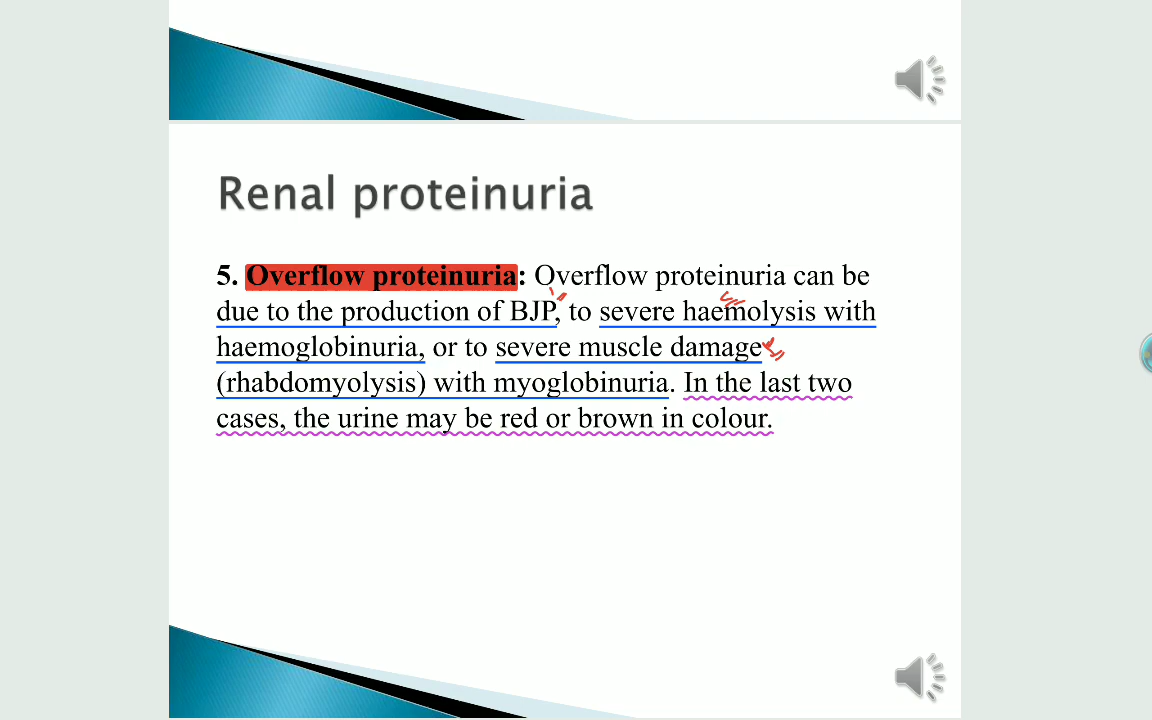 Renal proteinuria
5. Overflow proteinuria: Overflow proteinuria can be
due to the production of BJP, to severe haemolysis with
haemoglobinuria, or to severe muscle damage
(rhabdomyolysis) with myoglobinuria. In the last two
cases, the urine may be red or brown in colour.